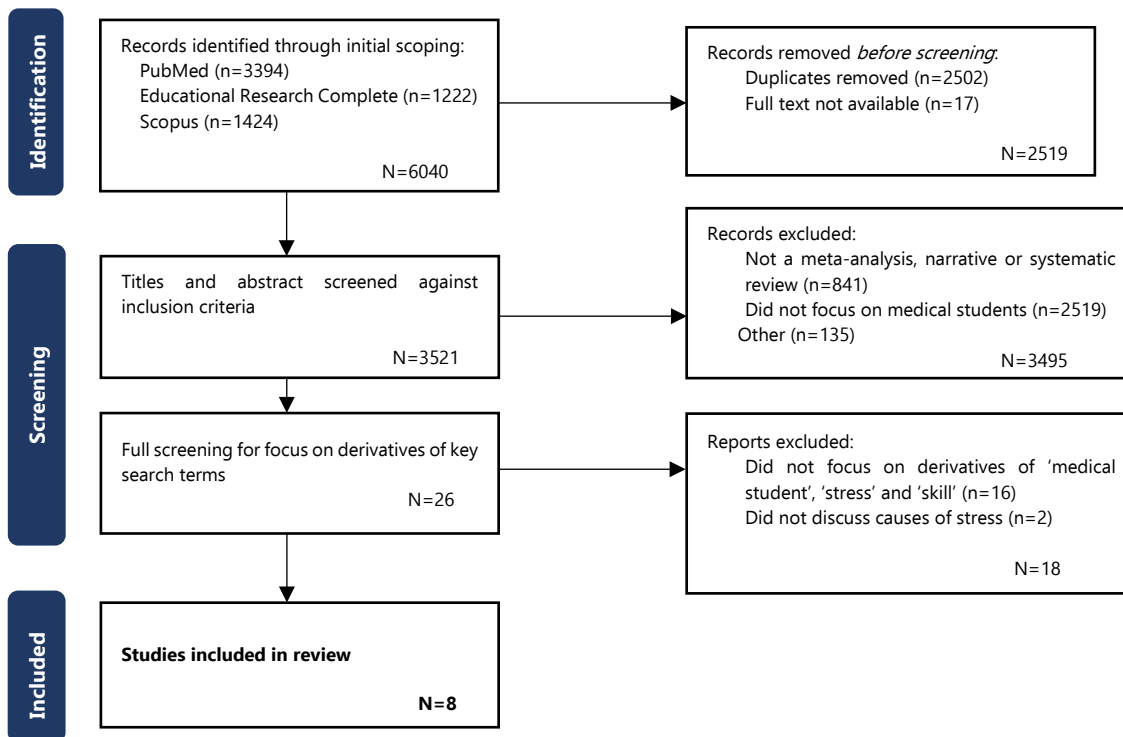 Identification
Records identified through initial scoping:
PubMed (n=3394)
Educational Research Complete (n=1222)
Scopus (n=1424)
N=6040
Records removed before screening:
Duplicates removed (n=2502)
Full text not available (n=17)
N=2519
Screening
Titles and abstract screened against
inclusion criteria
N=3521
Records excluded:
Not a meta-analysis, narrative or systematic
review (n=841)
Did not focus on medical students (n=2519)
Other (n=135)
N=3495
Full screening for focus on derivatives of key
search terms
N=26
Reports excluded:
Did not focus on derivatives of ‘medical
student’, ‘stress’ and ‘skill’ (n=16)
Did not discuss causes of stress (n=2)
N=18
Included
Studies included in review
N=8